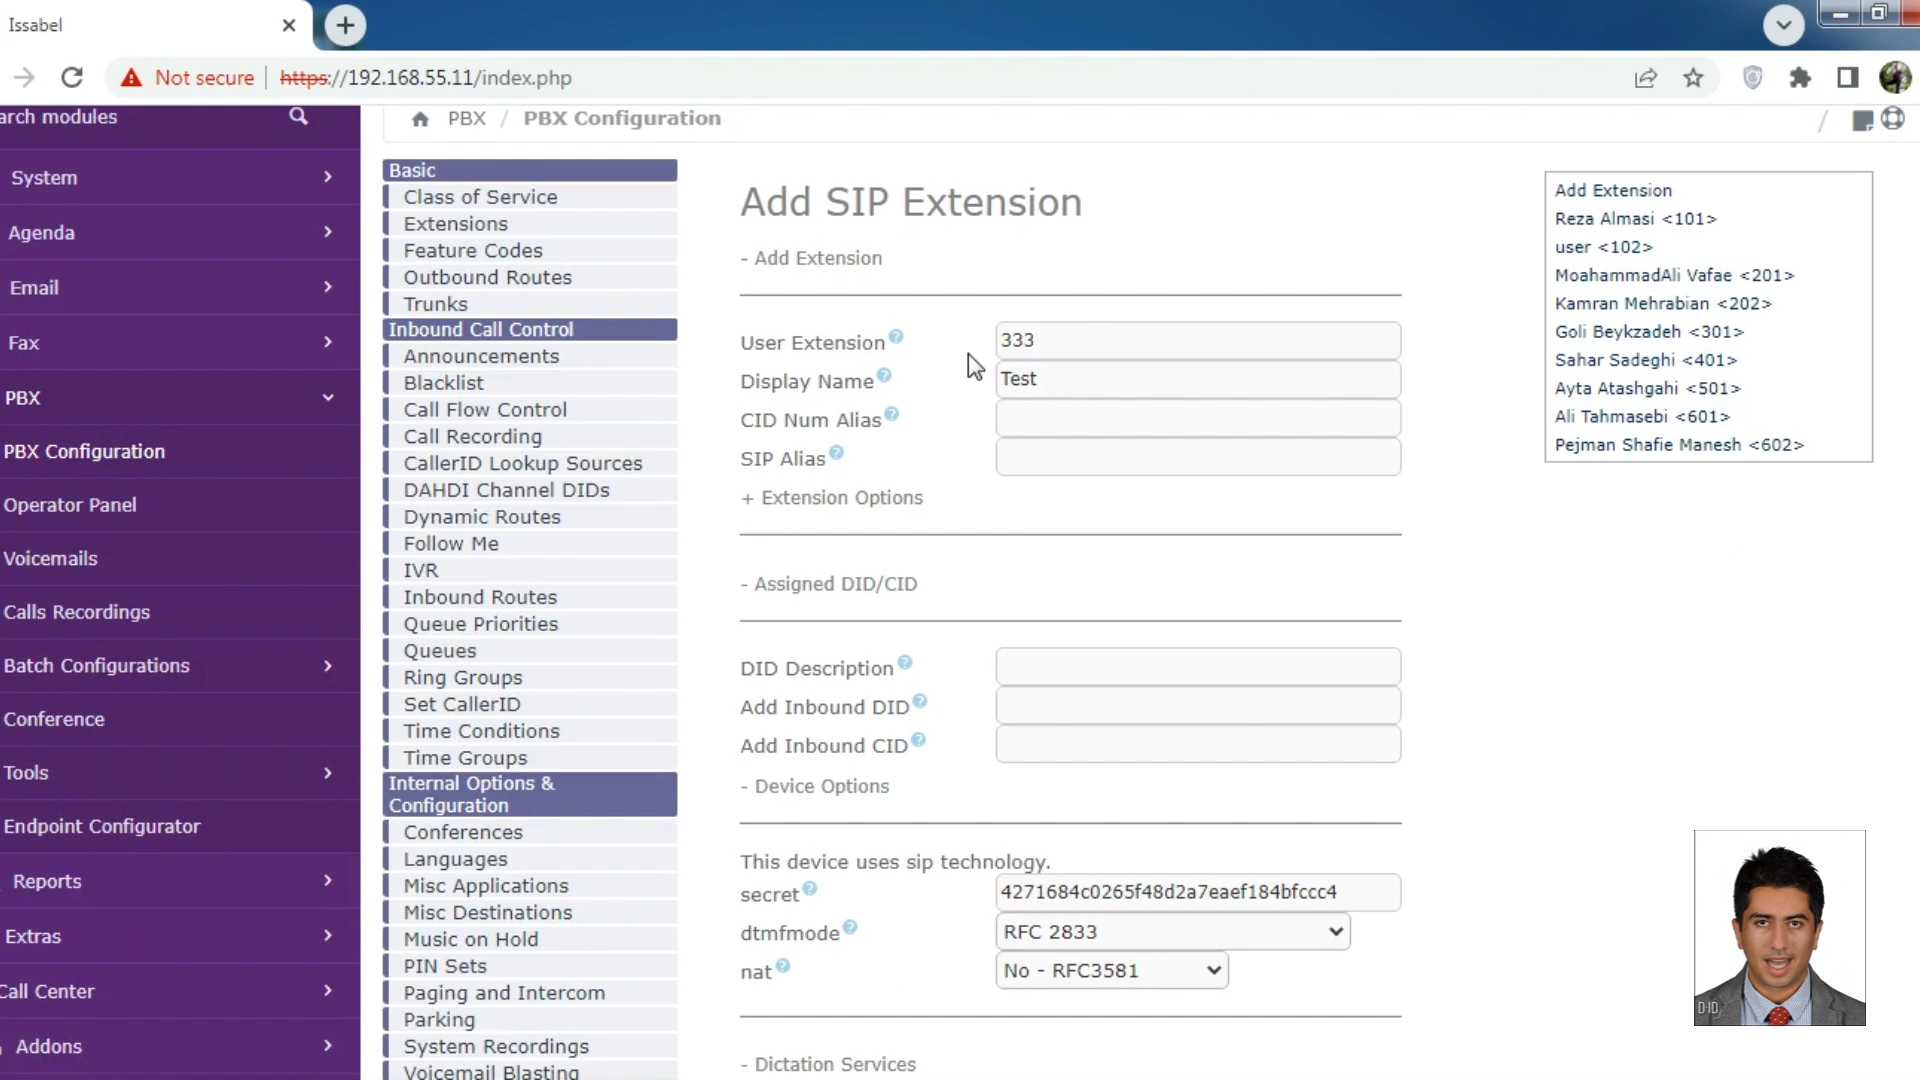 Issabel
Not secure
https://192.168.55.11/index.php
arch modules
System
Agenda
Email
Fax
PBX
PBX Configuration
Operator Panel
Voicemails
Calls Recordings
Batch Configurations
Conference
Tools
Endpoint Configurator
Reports
Extras
Call Center
Addons
PBX / PBX Configuration /
Basic
Class of Service
Extensions
Feature Codes
Outbound Routes
Trunks
Inbound Call Control
Announcements
Blacklist
Call Flow Control
Call Recording
CallerID Lookup Sources
DAHDI Channel DIDs
Dynamic Routes
Follow Me
IVR
Inbound Routes
Queue Priorities
Queues
Ring Groups
Set CallerID
Time Conditions
Time Groups
Internal Options &
Configuration
Conferences
Languages
Misc Applications
Misc Destinations
Music on Hold
PIN Sets
Paging and Intercom
Parking
System Recordings
Voicemail Blasting
Add SIP Extension
- Add Extension
User Extension 333
Display Name Test
CID Num Alias
SIP Alias
+ Extension Options
- Assigned DID/CID
DID Description
Add Inbound DID
Add Inbound CID
- Device Options
This device uses sip technology.
secret 4271684c0265f48d2a7eaef184bfccc4
dtmfmode RFC 2833
nat No - RFC3581
- Dictation Services
Add Extension
Reza Almasi <101>
user <102>
MoahammadAli Vafae <201>
Kamran Mehrabian <202>
Goli Beykzadeh <301>
Sahar Sadeghi <401>
Ayta Atashgahi <501>
Ali Tahmasebi <601>
Pejman Shafie Manesh <602>
D-ID